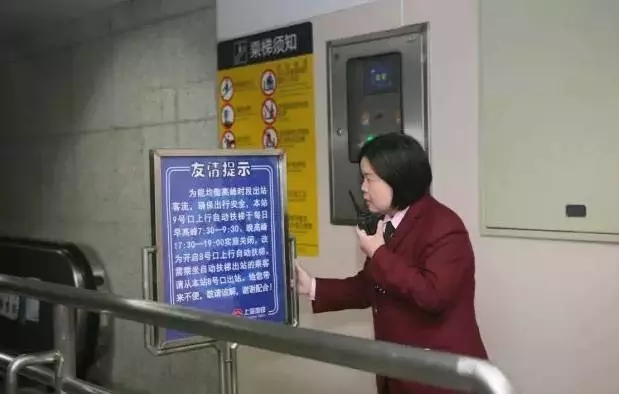 乘梯须知
友情提示
为能均衡高峰时段出站
客流，确保出行安全，本站
9号口上行自动扶梯于每日
早高峰7:30—9:30、晚高峰
17:30—19:00实施关闭，改
为开启8号口上行自动扶梯，
需乘坐自动扶梯出站的乘客
请从本站8号口出站，给您带
来不便，敬请谅解，谢谢配合！
上海地铁